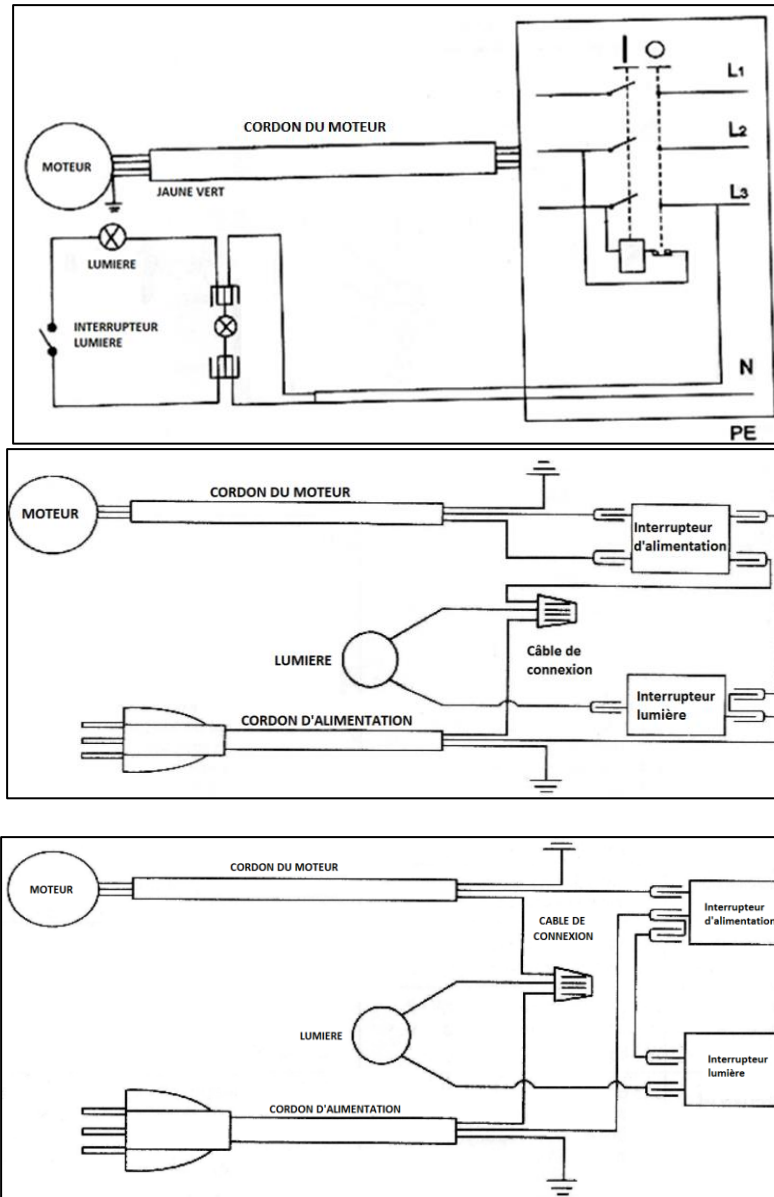 L1
CORDON DU MOTEUR
L2
MOTEUR
JAUNE VERT
L3
LUMIERE
INTERRUPTEUR
LUMIERE
N
PE
CORDON DU MOTEUR
MOTEUR
Interrupteur
d'alimentation
LUMIERE
Câble de
connexion
Interrupteur
lumière
CORDON D'ALIMENTATION
CORDON DU MOTEUR
MOTEUR
CABLE DE
CONNEXION
Interrupteur
d'alimentation
LUMIERE
Interrupteur
lumière
CORDON D'ALIMENTATION